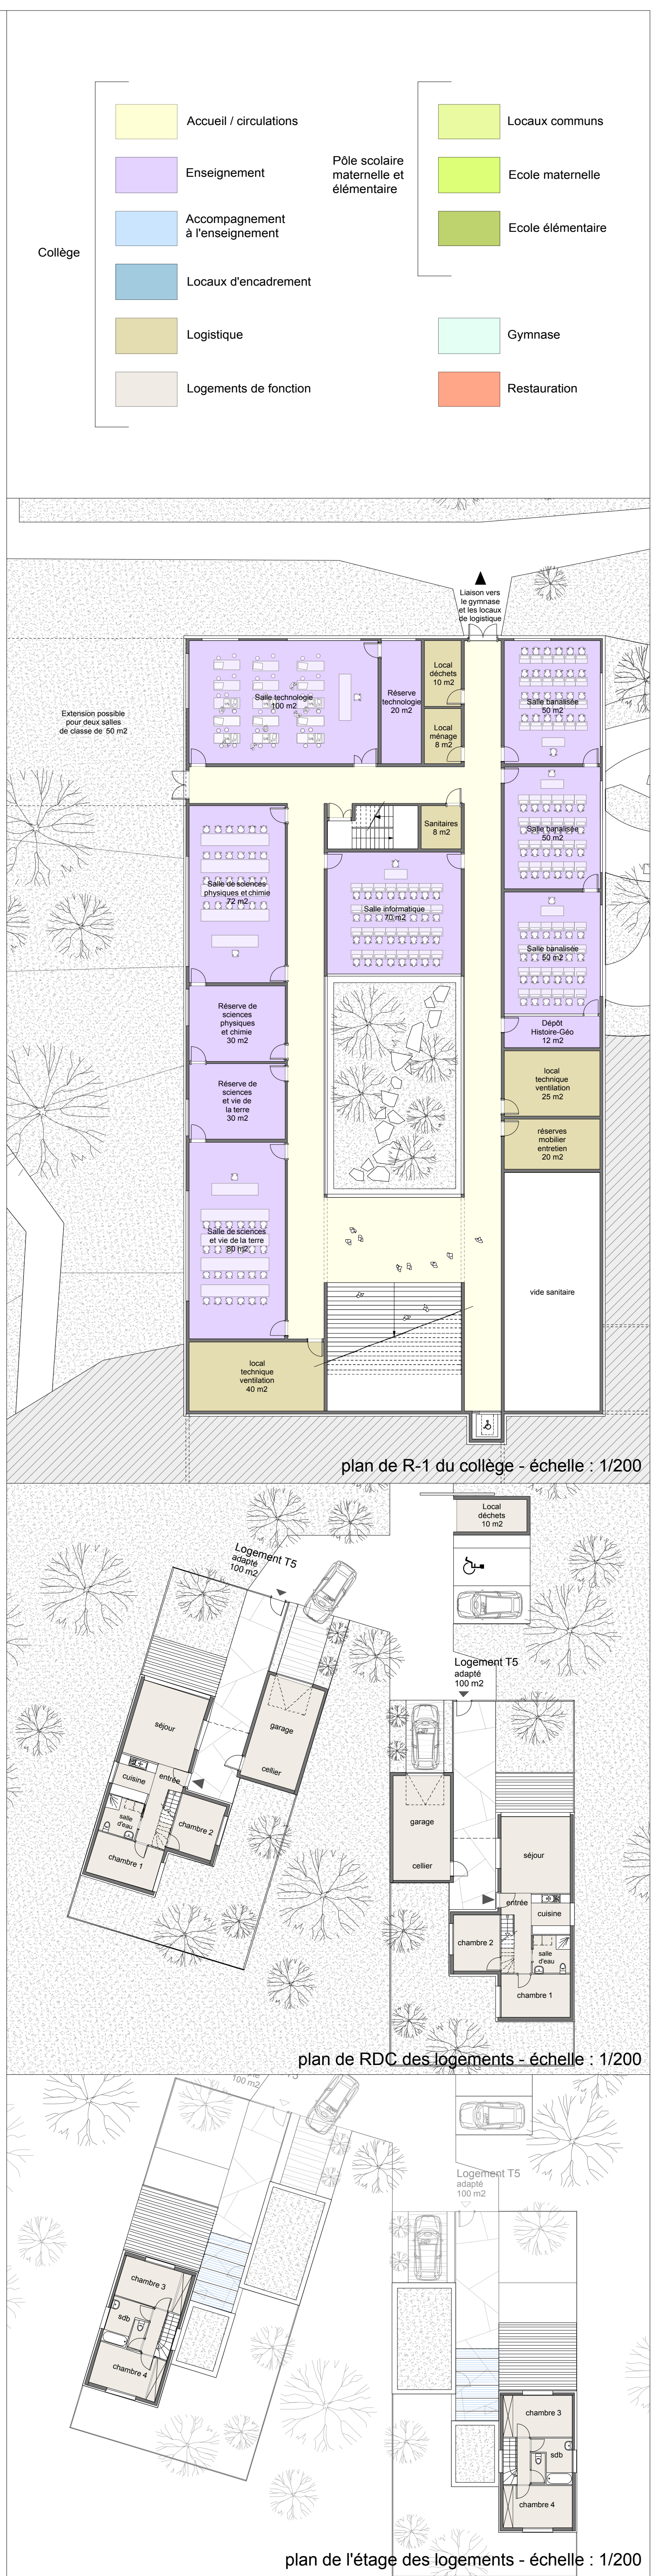 Collège
Accueil / circulations
Enseignement
Accompagnement
à l'enseignement
Locaux d'encadrement
Logistique
Logements de fonction
Pôle scolaire
maternelle et
élémentaire
Locaux communs
Ecole maternelle
Ecole élémentaire
Gymnase
Restauration
Liaison vers
le gymnase
et les locaux
de logistique
Extension possible
pour deux salles
de classe de 50 m2
Salle technologie
100 m2
Réserve
technologie
20 m2
Local
déchets
10 m2
Local
ménage
8 m2
Salle banalisée
50 m2
Sanitaires
8 m2
Salle banalisée
50 m2
Salle de sciences
physiques et chimie
72 m2
Salle informatique
70 m2
Salle banalisée
50 m2
Réserve de
sciences
physiques
et chimie
30 m2
Dépôt
Histoire-Géo
12 m2
Réserve de
sciences
et vie de
la terre
30 m2
local
technique
ventilation
25 m2
réserves
mobilier
entretien
20 m2
Salle de sciences
et vie de la terre
80 m2
vide sanitaire
local
technique
ventilation
40 m2
plan de R-1 du collège - échelle : 1/200
Local
déchets
10 m2
Logement T5
adapté
100 m2
séjour
garage
cellier
cuisine
entrée
salle
d'eau
chambre 2
chambre 1
Logement T5
adapté
100 m2
garage
cellier
séjour
entrée
cuisine
chambre 2
salle
d'eau
chambre 1
plan de RDC des logements - échelle : 1/200
100 m2
T5
Logement T5
adapté
100 m2
chambre 3
sdb
chambre 4
chambre 3
sdb
chambre 4
plan de l'étage des logements - échelle : 1/200